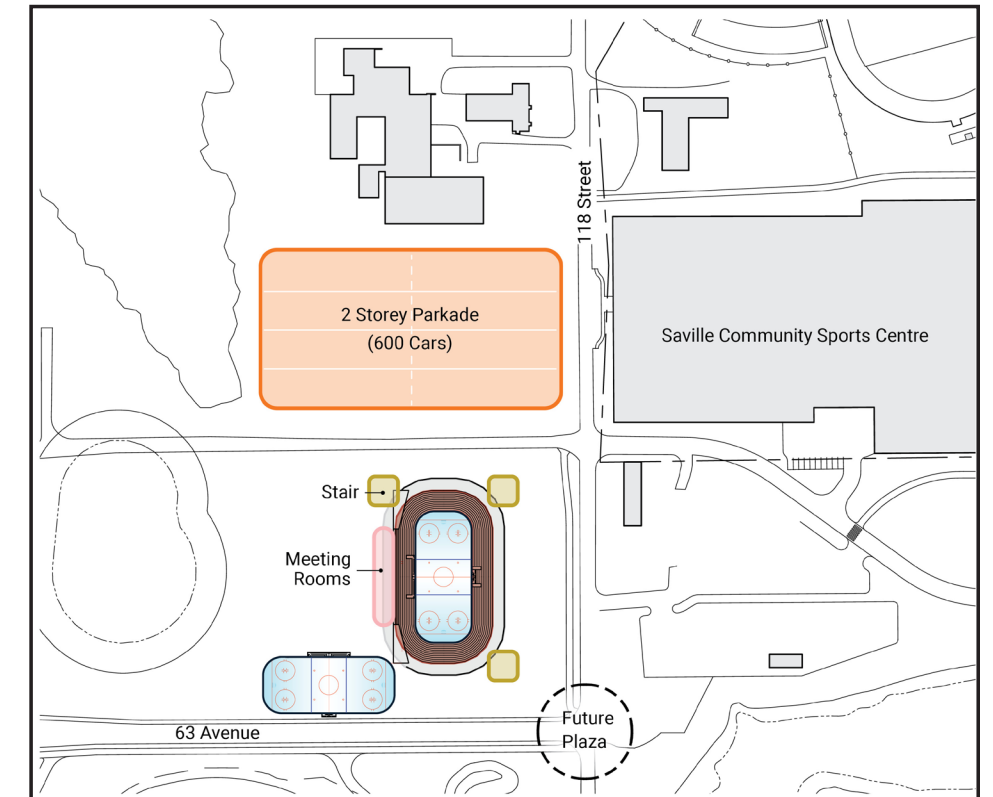 118 Street
2 Storey Parkade
(600 Cars)
Saville Community Sports Centre
Stair
Meeting
Rooms
63 Avenue
Future
Plaza